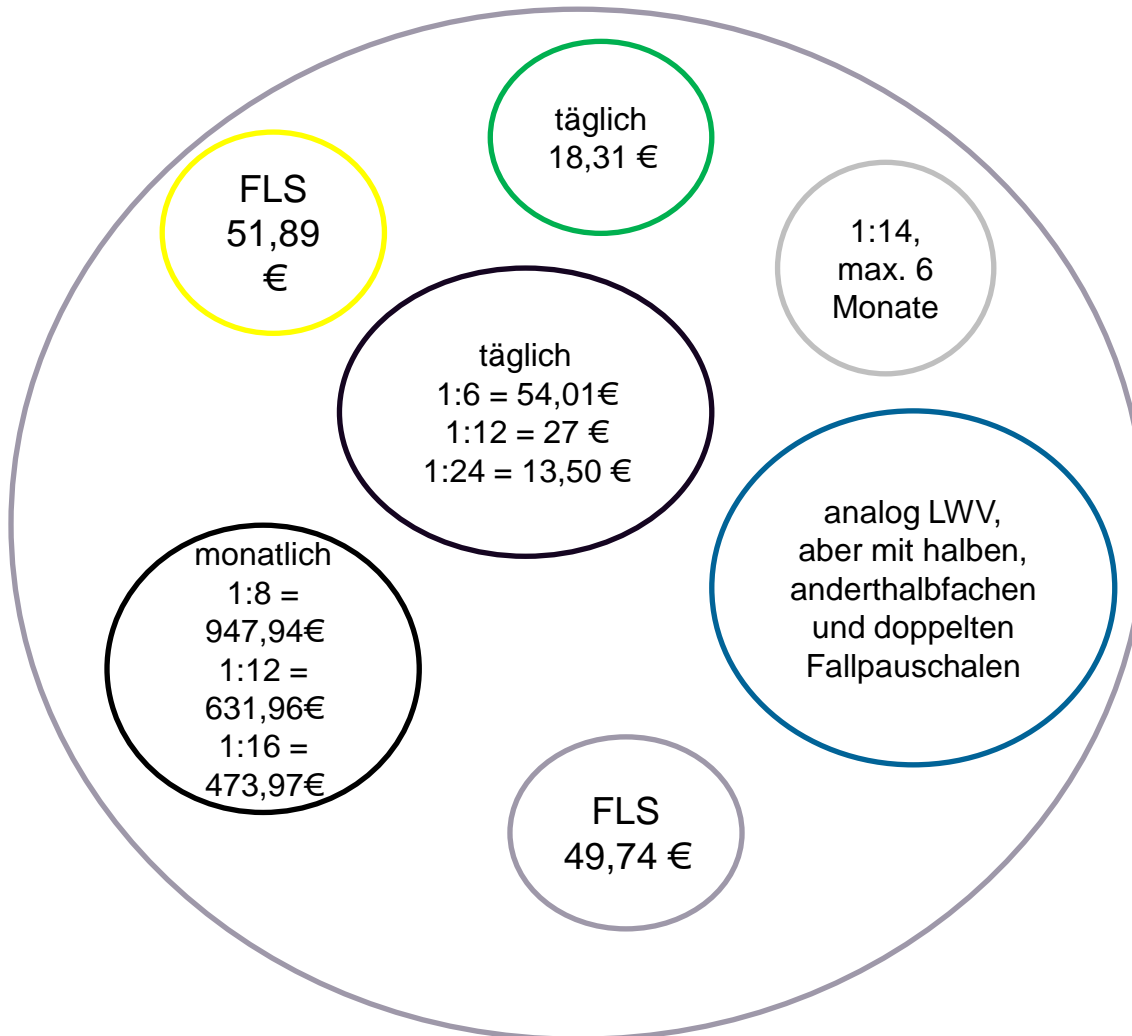 täglich
18,31 €
FLS
51,89
€
1:14,
max. 6
Monate
täglich
1:6 = 54,01€
1:12 = 27 €
1:24 = 13,50 €
analog LWV,
aber mit halben,
anderthalbfachen
und doppelten
Fallpauschalen
monatlich
1:8 =
947,94€
1:12 =
631,96€
1:16 =
473,97€
FLS
49,74 €